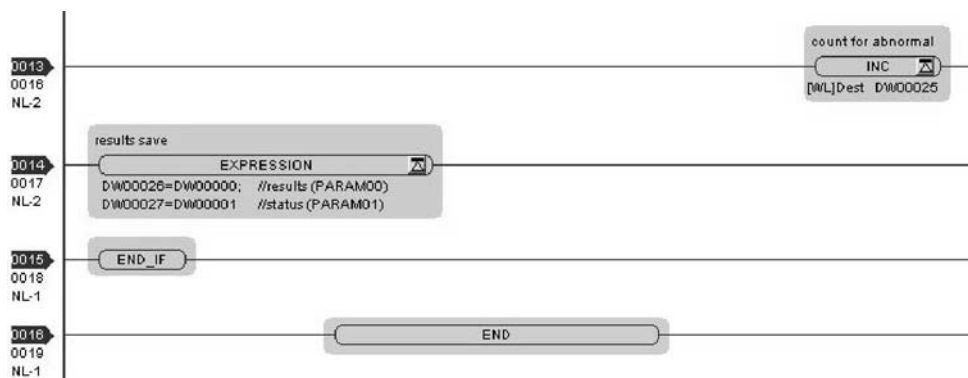 count for abnormal
0013
INC
0016
[WL]Dest DW00025
NL-2
results save
0014
EXPRESSION
0017
DW00026=DW00000; //results (PARAM00)
NL-2
DW00027=DW00001 //status (PARAM01)
0015
END_IF
0018
NL-1
0016
END
0019
NL-1